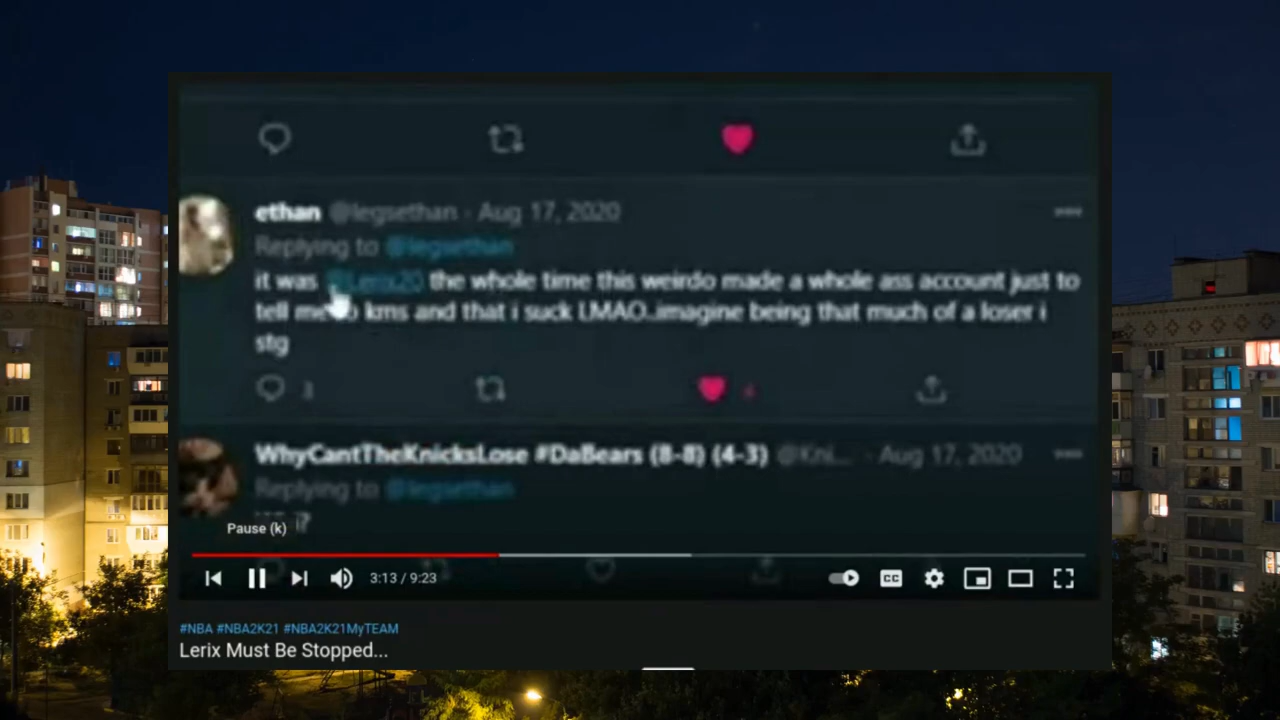 ethan @legsethan · Aug 17, 2020
Replying to @legsethan
it was @Lerix20 the whole time this weirdo made a whole ass account just to
tell me to kms and that i suck LMAO..imagine being that much of a loser i
stg
WhyCantTheKnicksLose #DaBears (8-8) (4-3) @Kni... · Aug 17, 2020
Replying to @legsethan
Pause (k)
3:13 / 9:23
CC
#NBA #NBA2K21 #NBA2K21MyTEAM
Lerix Must Be Stopped...